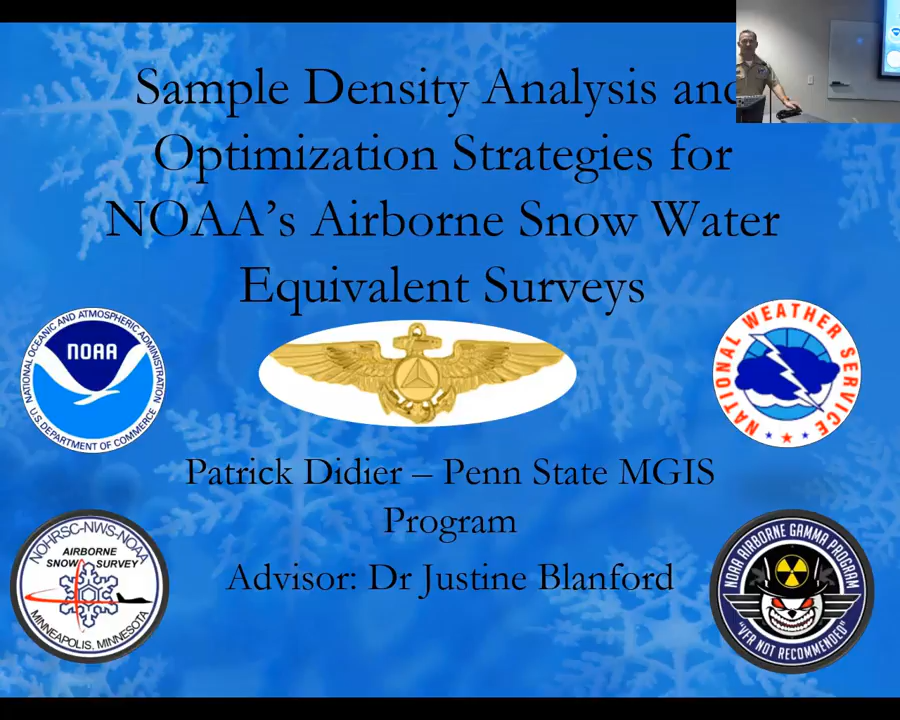 Sample Density Analysis and
Optimization Strategies for
NOAA's Airborne Snow Water
Equivalent Surveys
NATIONAL OCEANIC AND ATMOSPHERIC ADMINISTRATION
NOAA
U.S. DEPARTMENT OF COMMERCE
NATIONAL WEATHER SERVICE
Patrick Didier – Penn State MGIS
Program
Advisor: Dr Justine Blanford
NOHRSC-NWS-NOAA
AIRBORNE
SNOW SURVEY
MINNEAPOLIS, MINNESOTA
NOAA AIRBORNE GAMMA PROGRAM
"VFR NOT RECOMMENDED"